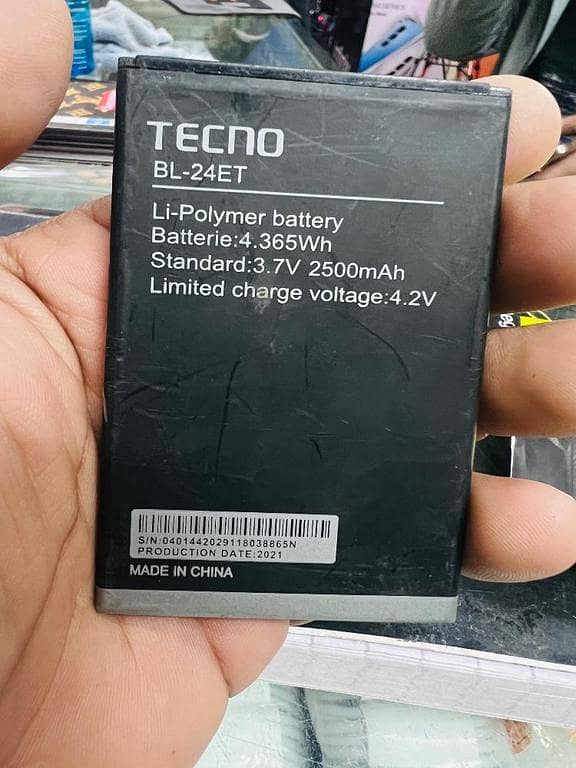 TECNO
BL-24ET
Li-Polymer battery
Batterie:4.365Wh
Standard:3.7V 2500mAh
Limited charge voltage:4.2V
S/N:0401442029118038865N
PRODUCTION DATE:2021
MADE IN CHINA